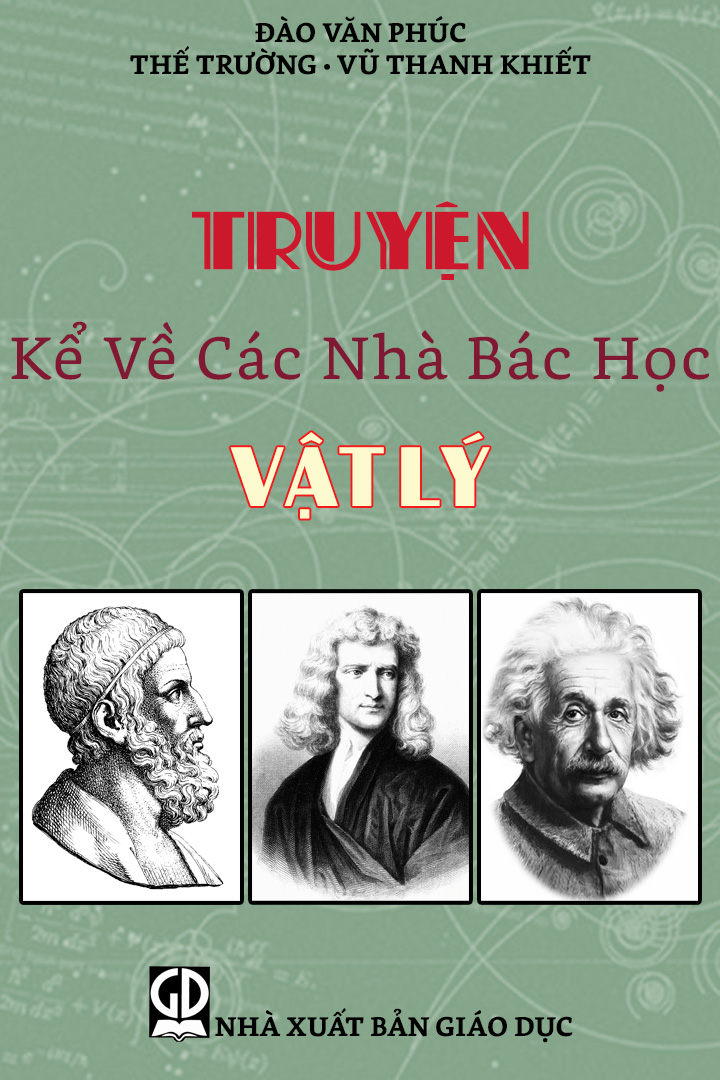 ĐÀO VĂN PHÚC
THẾ TRƯỜNG • VŨ THANH KHIẾT
TRUYỆN
Kể Về Các Nhà Bác Học
VẬT LÝ
GD
NHÀ XUẤT BẢN GIÁO DỤC